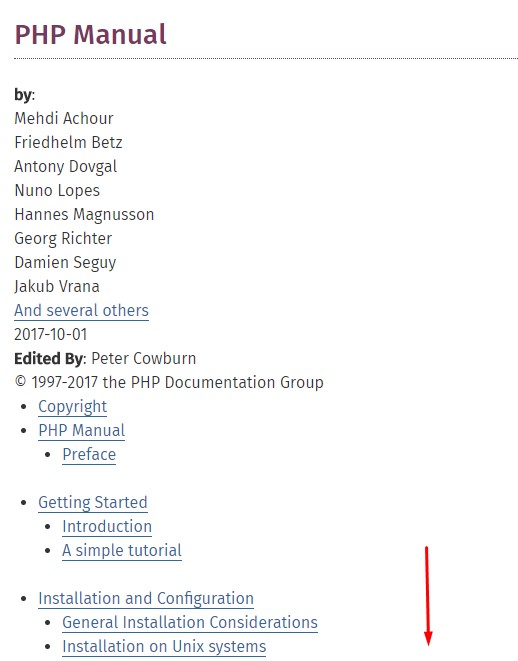 PHP Manual
by:
Mehdi Achour
Friedhelm Betz
Antony Dovgal
Nuno Lopes
Hannes Magnusson
Georg Richter
Damien Seguy
Jakub Vrana
And several others
2017-10-01
Edited By: Peter Cowburn
© 1997-2017 the PHP Documentation Group
• Copyright
• PHP Manual
• Preface
• Getting Started
• Introduction
• A simple tutorial
• Installation and Configuration
• General Installation Considerations
• Installation on Unix systems